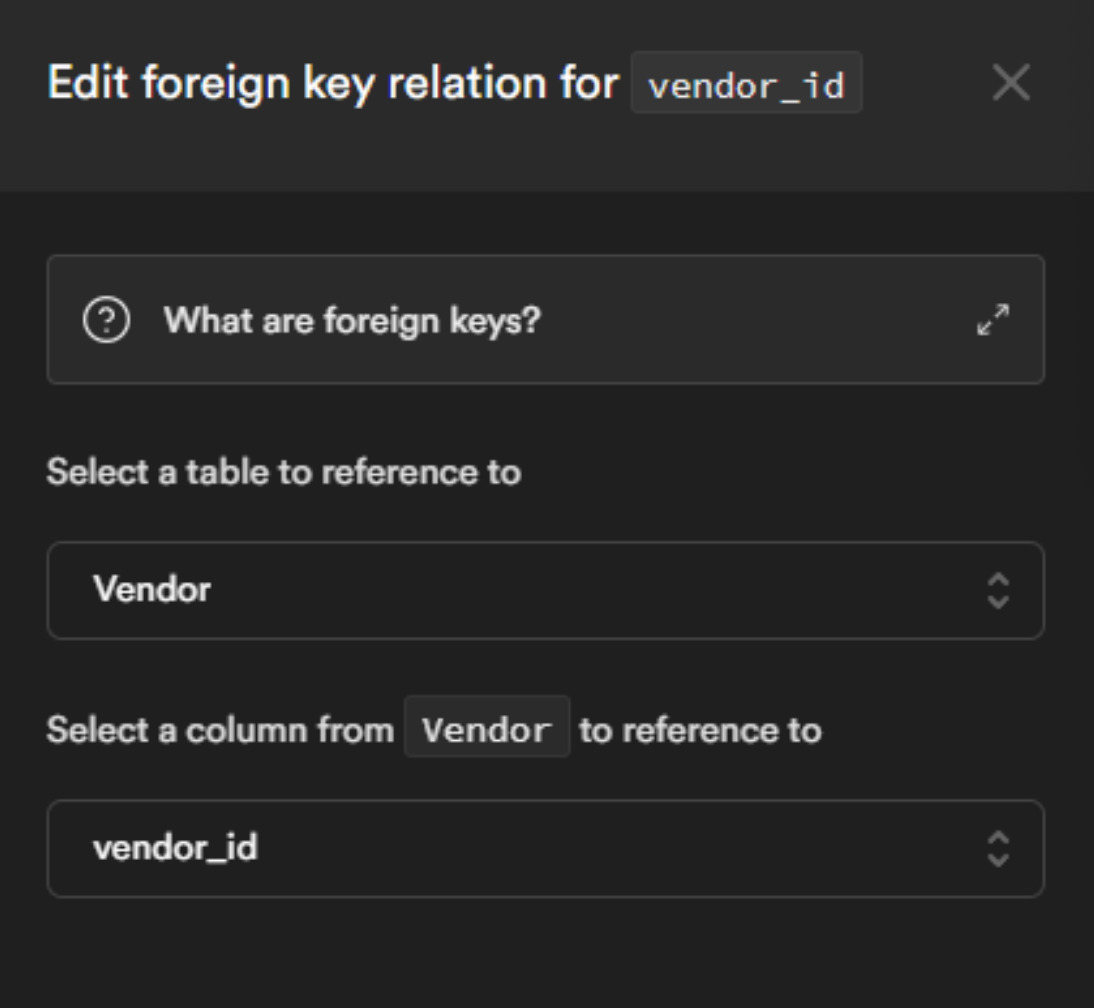 Edit foreign key relation for vendor_id
What are foreign keys?
Select a table to reference to
Vendor
Select a column from Vendor to reference to
vendor_id